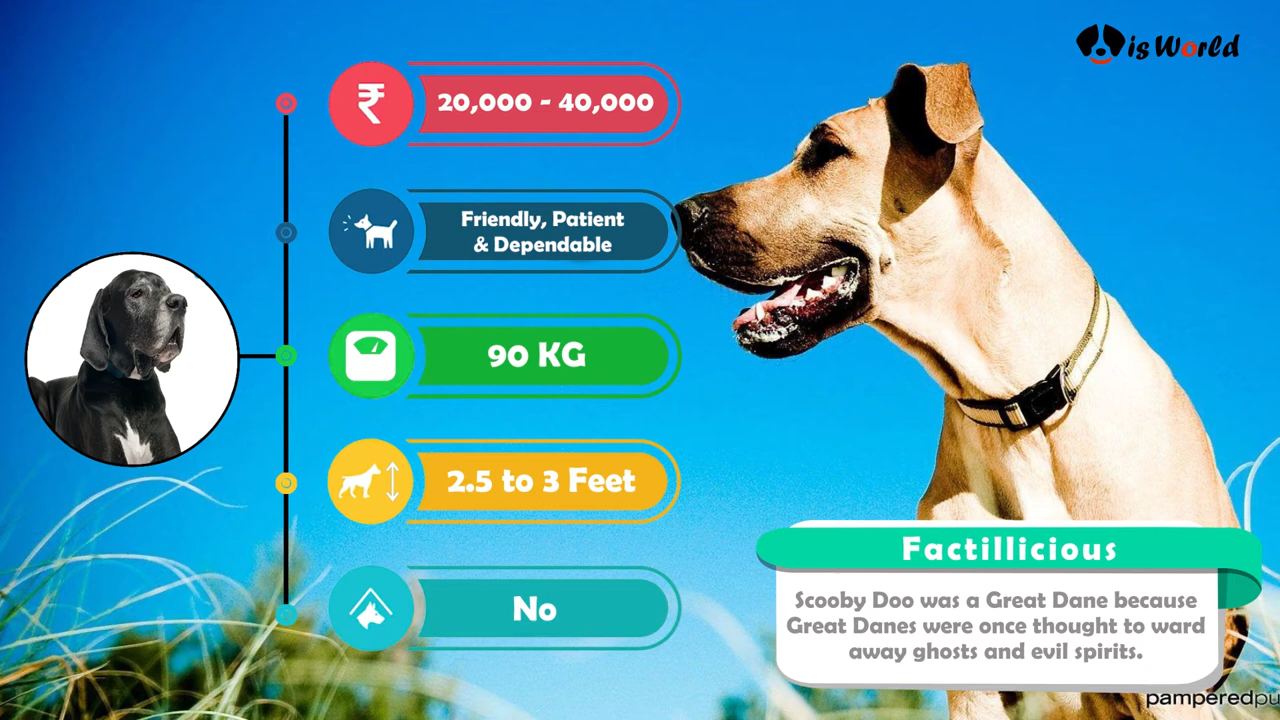 is World
₹
20,000 - 40,000
Friendly, Patient
& Dependable
90 KG
2.5 to 3 Feet
No
Factillicious
Scooby Doo was a Great Dane because
Great Danes were once thought to ward
away ghosts and evil spirits.
pamperedpu